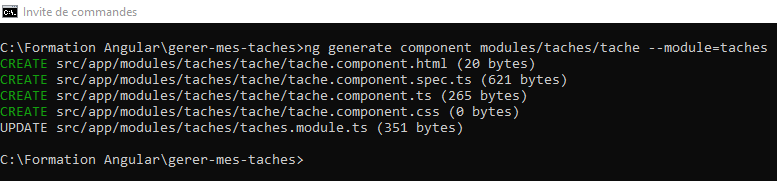 Invite de commandes
C:\Formation Angular\gerer-mes-taches>ng generate component modules/taches/tache --module=taches
CREATE src/app/modules/taches/tache/tache.component.html (20 bytes)
CREATE src/app/modules/taches/tache/tache.component.spec.ts (621 bytes)
CREATE src/app/modules/taches/tache/tache.component.ts (265 bytes)
CREATE src/app/modules/taches/tache/tache.component.css (0 bytes)
UPDATE src/app/modules/taches/taches.module.ts (351 bytes)
C:\Formation Angular\gerer-mes-taches>